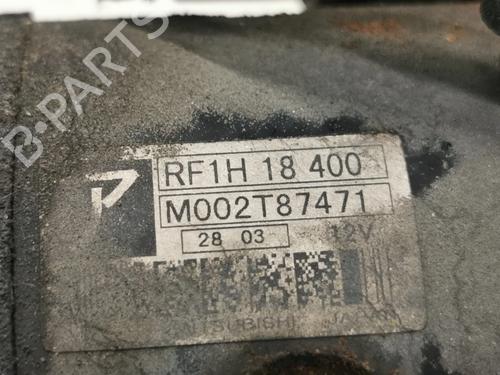 B-PARTS
RF1H 18 400
M002T87471
28 03 12V
MITSUBISHI JAPAN